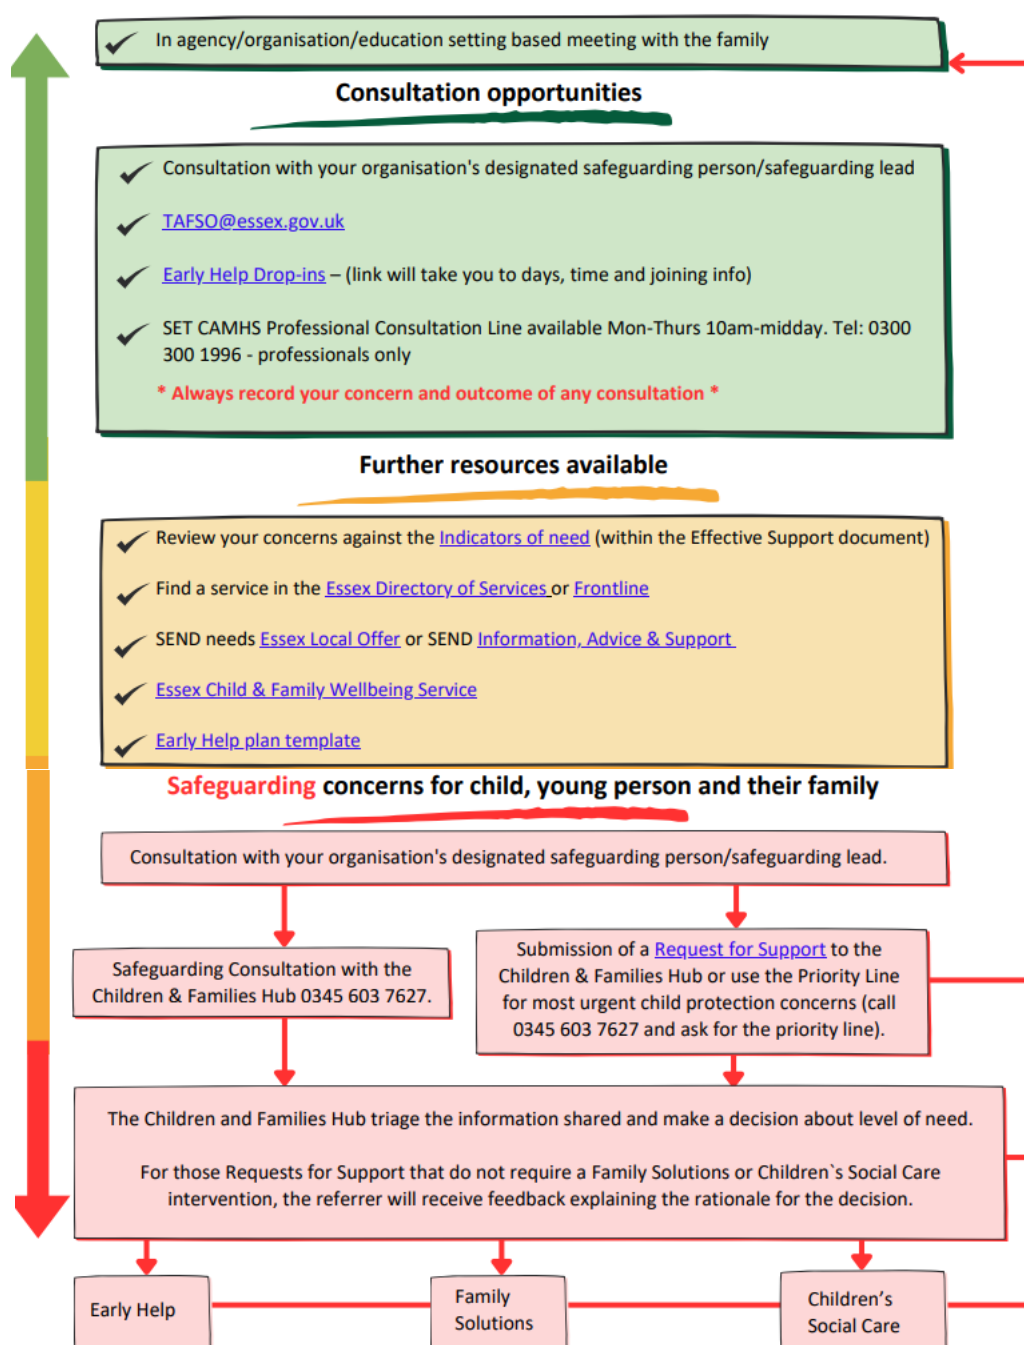 In agency/organisation/education setting based meeting with the family
Consultation opportunities
Consultation with your organisation's designated safeguarding person/safeguarding lead
TAFSO@essex.gov.uk
Early Help Drop-ins – (link will take you to days, time and joining info)
SET CAMHS Professional Consultation Line available Mon-Thurs 10am-midday. Tel: 0300
300 1996 - professionals only
* Always record your concern and outcome of any consultation *
Further resources available
Review your concerns against the Indicators of need (within the Effective Support document)
Find a service in the Essex Directory of Services or Frontline
SEND needs Essex Local Offer or SEND Information, Advice & Support
Essex Child & Family Wellbeing Service
Early Help plan template
Safeguarding concerns for child, young person and their family
Consultation with your organisation's designated safeguarding person/safeguarding lead.
Safeguarding Consultation with the
Children & Families Hub 0345 603 7627.
Submission of a Request for Support to the
Children & Families Hub or use the Priority Line
for most urgent child protection concerns (call
0345 603 7627 and ask for the priority line).
The Children and Families Hub triage the information shared and make a decision about level of need.
For those Requests for Support that do not require a Family Solutions or Children`s Social Care
intervention, the referrer will receive feedback explaining the rationale for the decision.
Early Help
Family
Solutions
Children's
Social Care